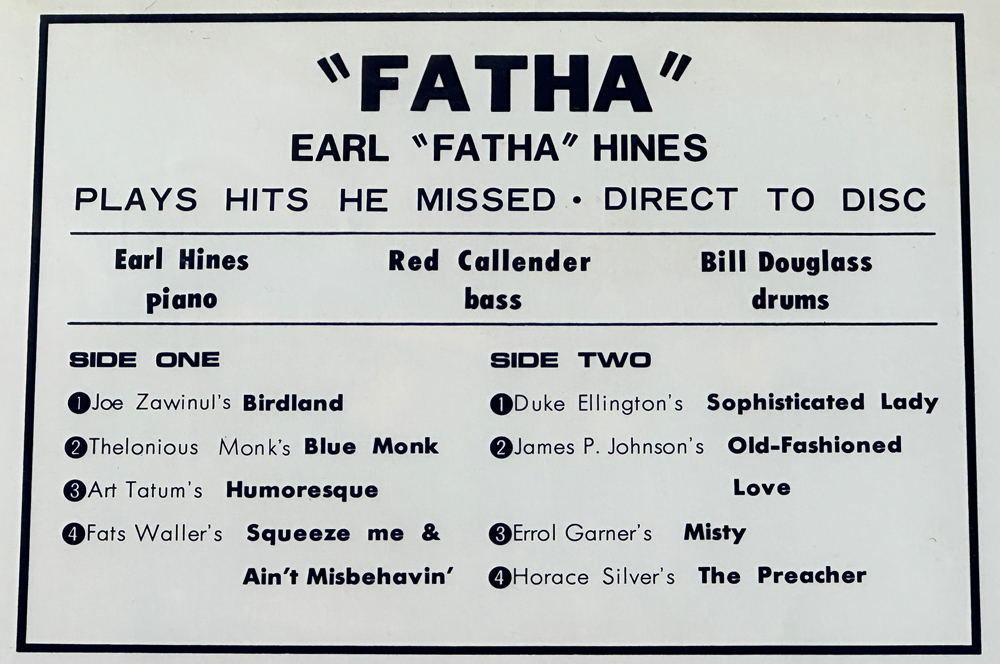 "FATHA"
EARL "FATHA" HINES
PLAYS HITS HE MISSED • DIRECT TO DISC
Earl Hines
piano
Red Callender
bass
Bill Douglass
drums
SIDE ONE
1 Joe Zawinul's Birdland
2 Thelonious Monk's Blue Monk
3 Art Tatum's Humoresque
4 Fats Waller's Squeeze me &
Ain't Misbehavin'
SIDE TWO
1 Duke Ellington's Sophisticated Lady
2 James P. Johnson's Old-Fashioned
Love
3 Errol Garner's Misty
4 Horace Silver's The Preacher